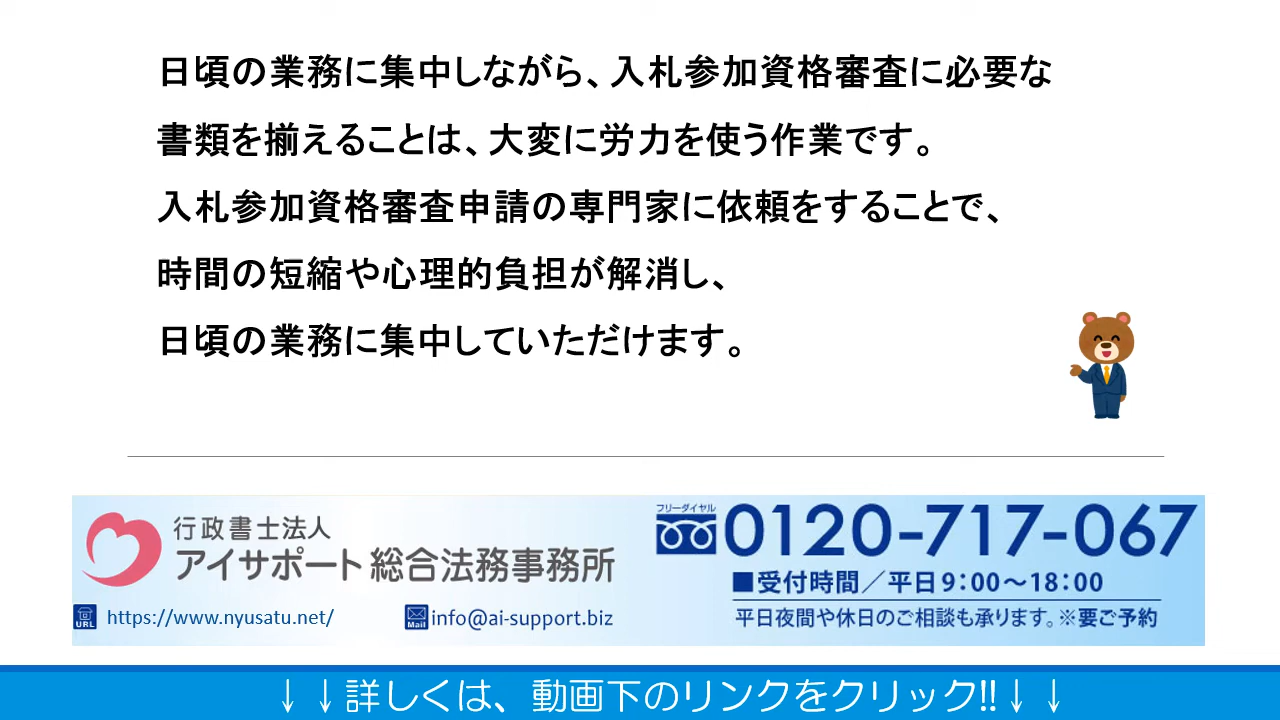 日頃の業務に集中しながら、入札参加資格審査に必要な
書類を揃えることは、大変に労力を使う作業です。
入札参加資格審査申請の専門家に依頼をすることで、
時間の短縮や心理的負担が解消し、
日頃の業務に集中していただけます。
行政書士法人
アイサポート 総合法務事務所
URL https://www.nyusatu.net/
Mail info@ai-support.biz
フリーダイヤル
0120-717-067
■受付時間／平日9:00～18:00
平日夜間や休日のご相談も承ります。※要ご予約
↓↓詳しくは、動画下のリンクをクリック!!↓↓